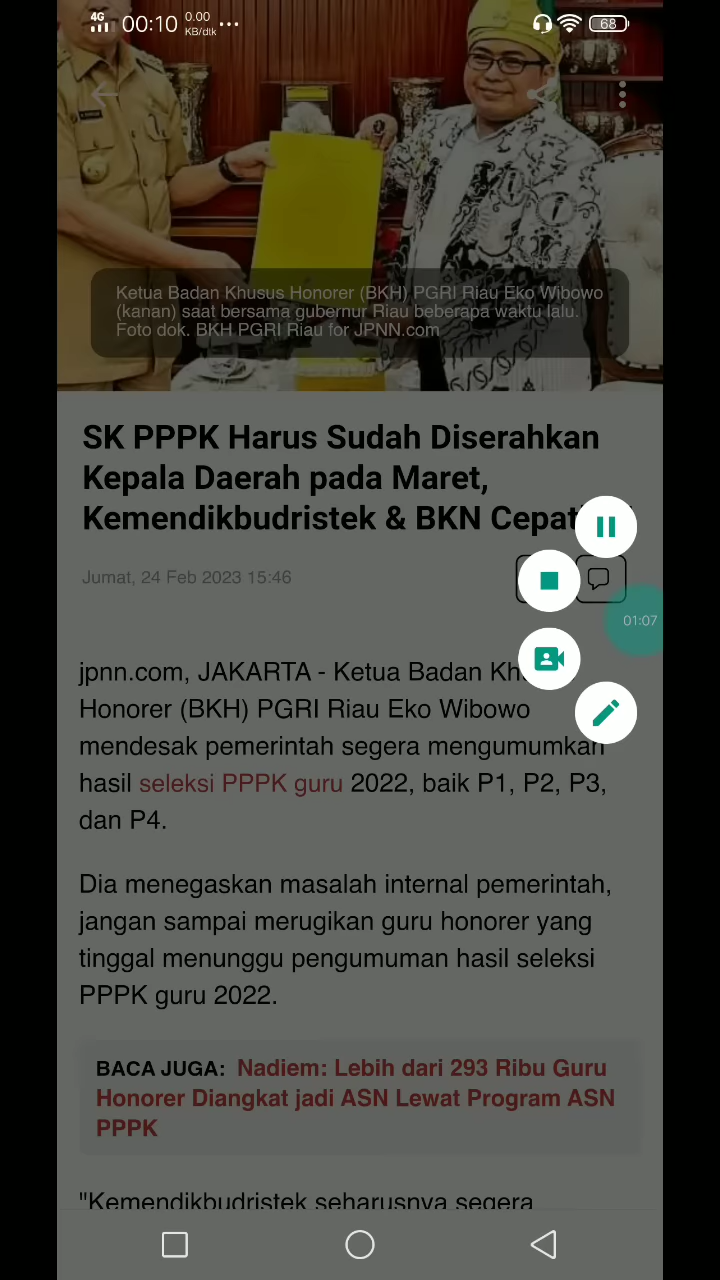 4G 00:10 0.00 KB/dtk ... 68
Ketua Badan Khusus Honorer (BKH) PGRI Riau Eko Wibowo
(kanan) saat bersama gubernur Riau beberapa waktu lalu.
Foto dok. BKH PGRI Riau for JPNN.com
SK PPPK Harus Sudah Diserahkan
Kepala Daerah pada Maret,
Kemendikbudristek & BKN Cepat
Jumat, 24 Feb 2023 15:46
01:07
jpnn.com, JAKARTA - Ketua Badan Kh
Honorer (BKH) PGRI Riau Eko Wibowo
mendesak pemerintah segera mengumumkan
hasil seleksi PPPK guru 2022, baik P1, P2, P3,
dan P4.
Dia menegaskan masalah internal pemerintah,
jangan sampai merugikan guru honorer yang
tinggal menunggu pengumuman hasil seleksi
PPPK guru 2022.
BACA JUGA: Nadiem: Lebih dari 293 Ribu Guru
Honorer Diangkat jadi ASN Lewat Program ASN
PPPK
"Kemendikbudristek seharusnya segera